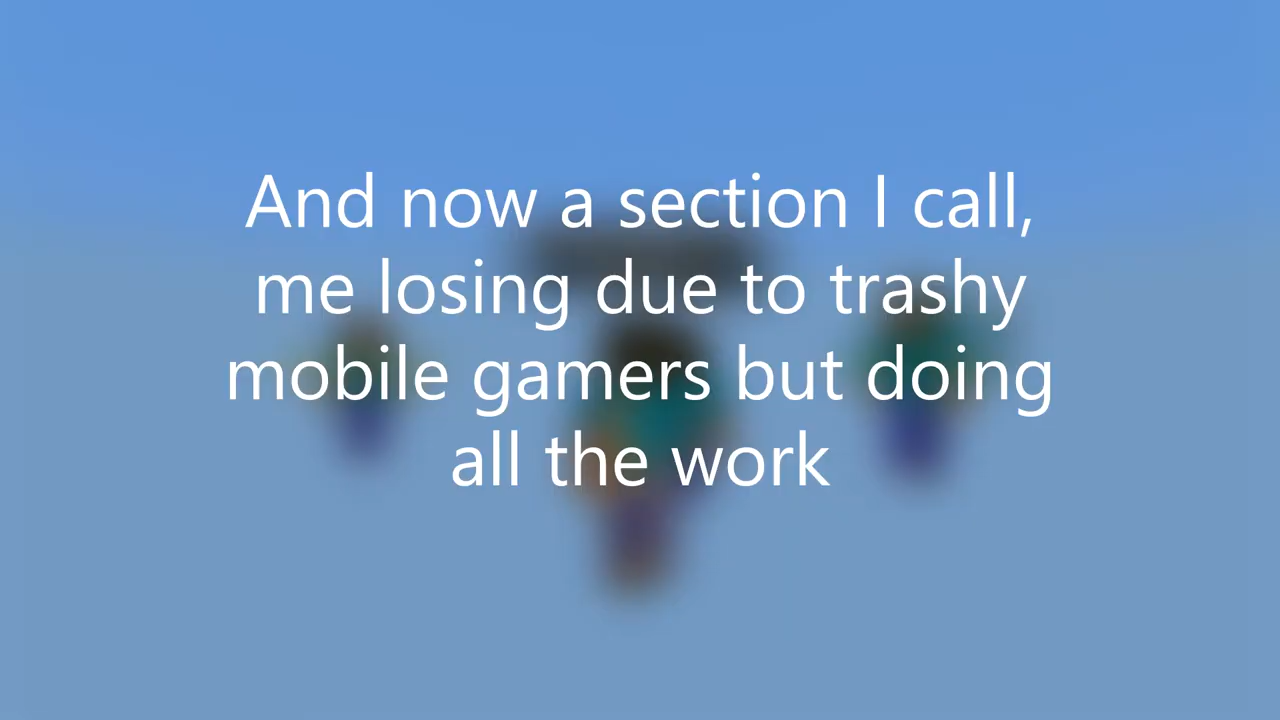 And now a section I call,
me losing due to trashy
mobile gamers but doing
all the work